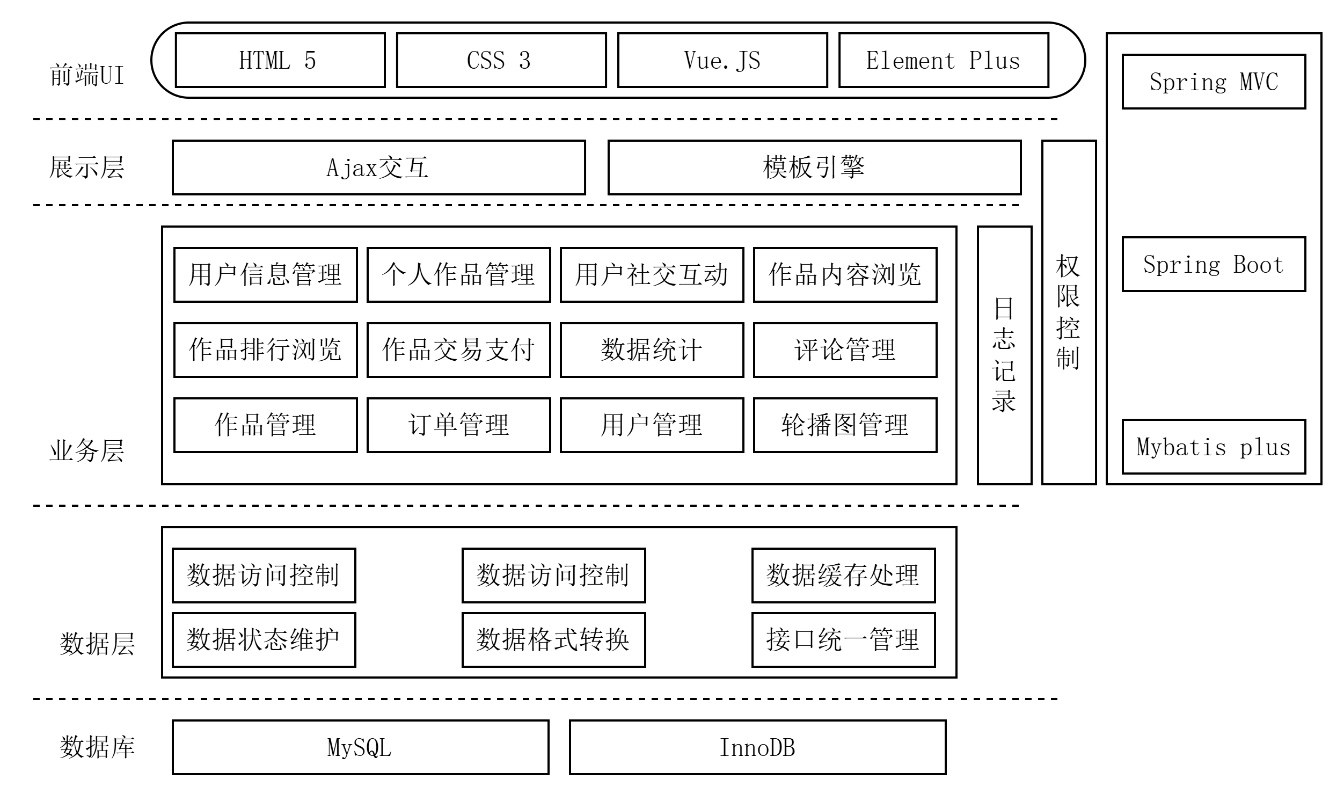 前端UI
HTML 5
CSS 3
Vue.JS
Element Plus
展示层
Ajax交互
模板引擎
业务层
用户信息管理
个人作品管理
用户社交互动
作品内容浏览
作品排行浏览
作品交易支付
数据统计
评论管理
作品管理
订单管理
用户管理
轮播图管理
日志记录
权限控制
Spring MVC
Spring Boot
Mybatis plus
数据层
数据访问控制
数据访问控制
数据缓存处理
数据状态维护
数据格式转换
接口统一管理
数据库
MySQL
InnoDB